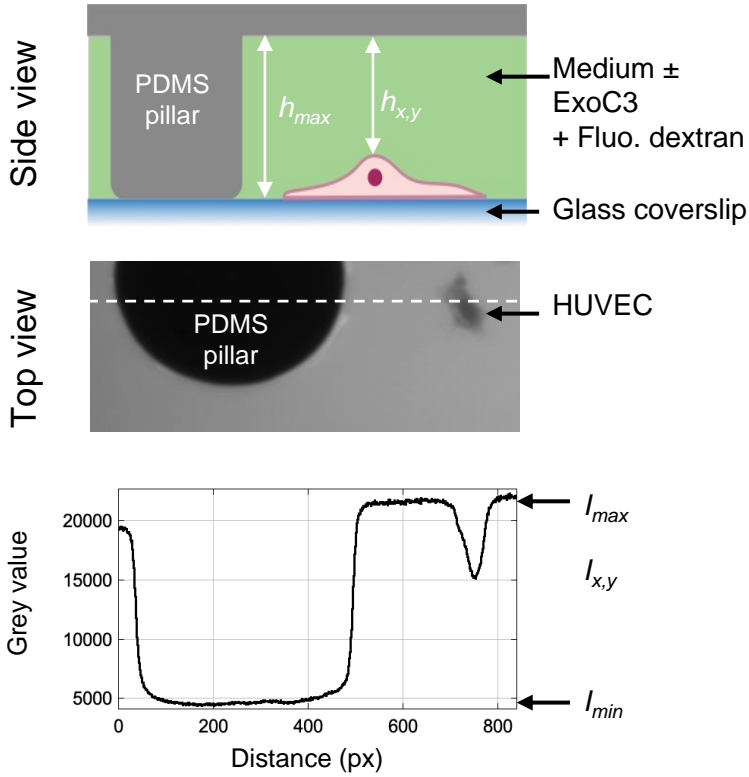 Side view
PDMS
pillar
h_max
h_x,y
Medium ±
ExoC3
+ Fluo. dextran
Glass coverslip
Top view
PDMS
pillar
HUVEC
Grey value
20000
15000
10000
5000
0 200 400 600 800
Distance (px)
I_max
I_x,y
I_min